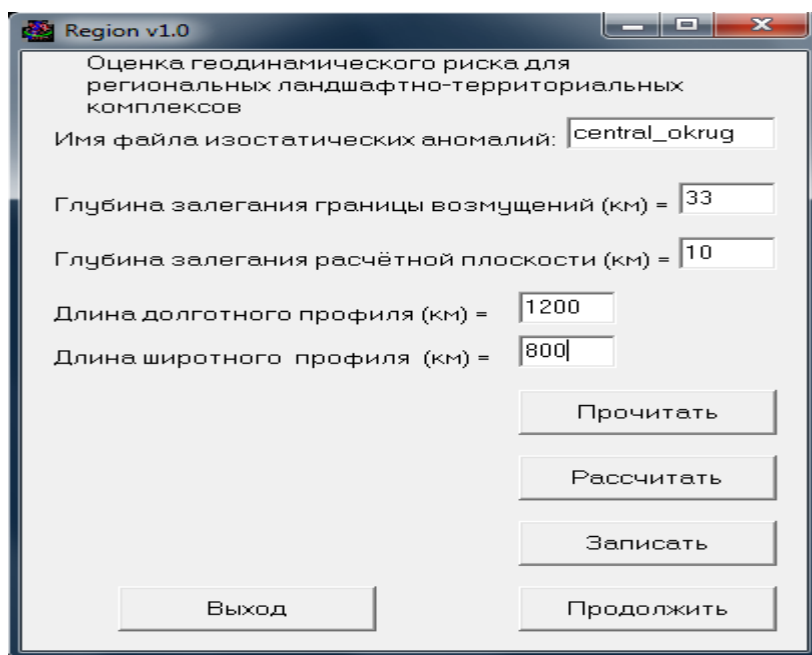 Region v1.0
Оценка геодинамического риска для
региональных ландшафтно-территориальных
комплексов
Имя файла изостатических аномалий: central_okrug
Глубина залегания границы возмущений (км) = 33
Глубина залегания расчётной плоскости (км) = 10
Длина долготного профиля (км) = 1200
Длина широтного профиля (км) = 800
Прочитать
Рассчитать
Записать
Выход Продолжить